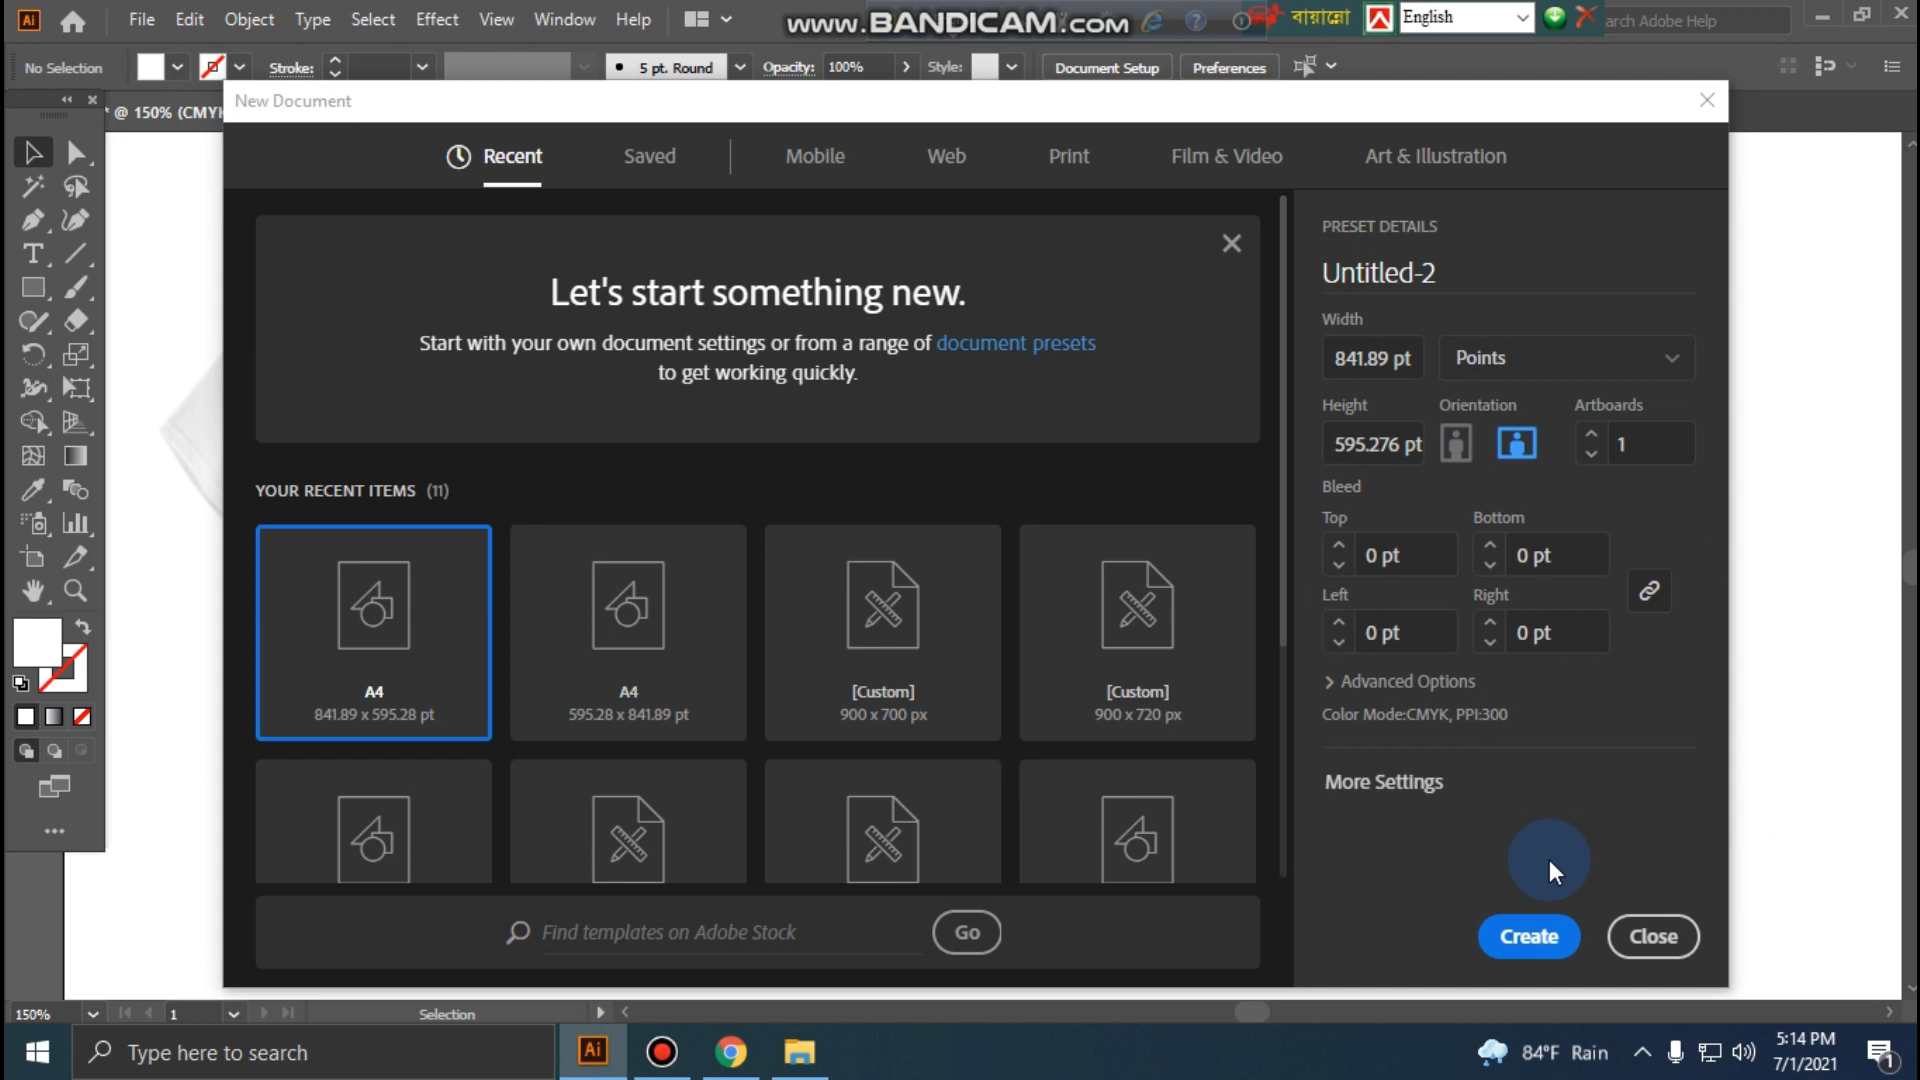 Ai File Edit Object Type Select Effect View Window Help
www.BANDICAM.com
বায়ান্নো English
arch Adobe Help
No Selection Stroke: 5 pt. Round Opacity: 100% Style: Document Setup Preferences
* @ 150% (CMYK
New Document
Recent Saved Mobile Web Print Film & Video Art & Illustration
Let's start something new.
Start with your own document settings or from a range of document presets
to get working quickly.
YOUR RECENT ITEMS (11)
A4
841.89 x 595.28 pt
A4
595.28 x 841.89 pt
[Custom]
900 x 700 px
[Custom]
900 x 720 px
Find templates on Adobe Stock
Go
PRESET DETAILS
Untitled-2
Width
841.89 pt Points
Height Orientation Artboards
595.276 pt 1
Bleed
Top Bottom
0 pt 0 pt
Left Right
0 pt 0 pt
Advanced Options
Color Mode:CMYK, PPI:300
More Settings
Create Close
150% 1 Selection
Type here to search
Ai
84°F Rain
5:14 PM
7/1/2021
1